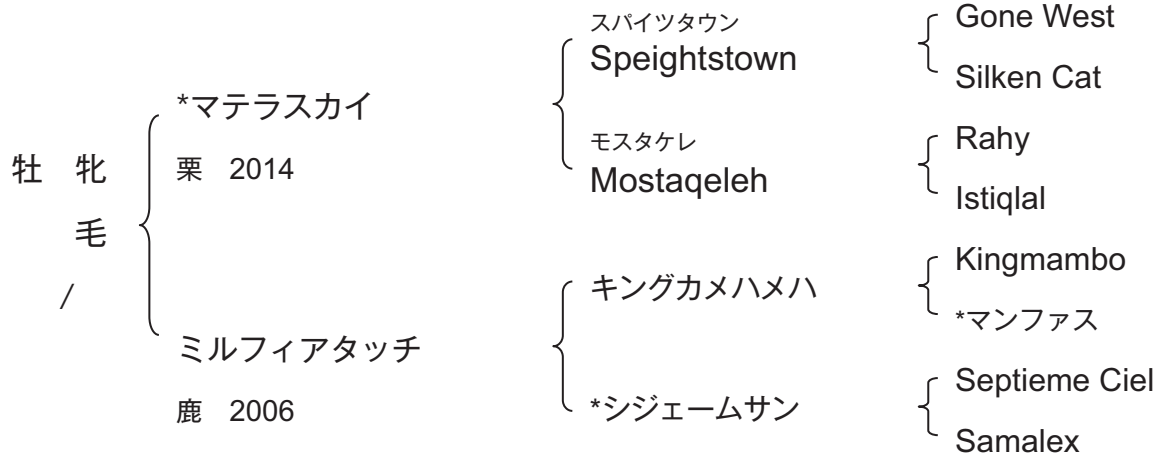 牡　牝
毛
/
*マテラスカイ
栗　2014
ミルフィアタッチ
鹿　2006
スパイツタウン
Speightstown
モスタケレ
Mostaqeleh
キングカメハメハ
*シジェームサン
Gone West
Silken Cat
Rahy
Istiqlal
Kingmambo
*マンファス
Septieme Ciel
Samalex